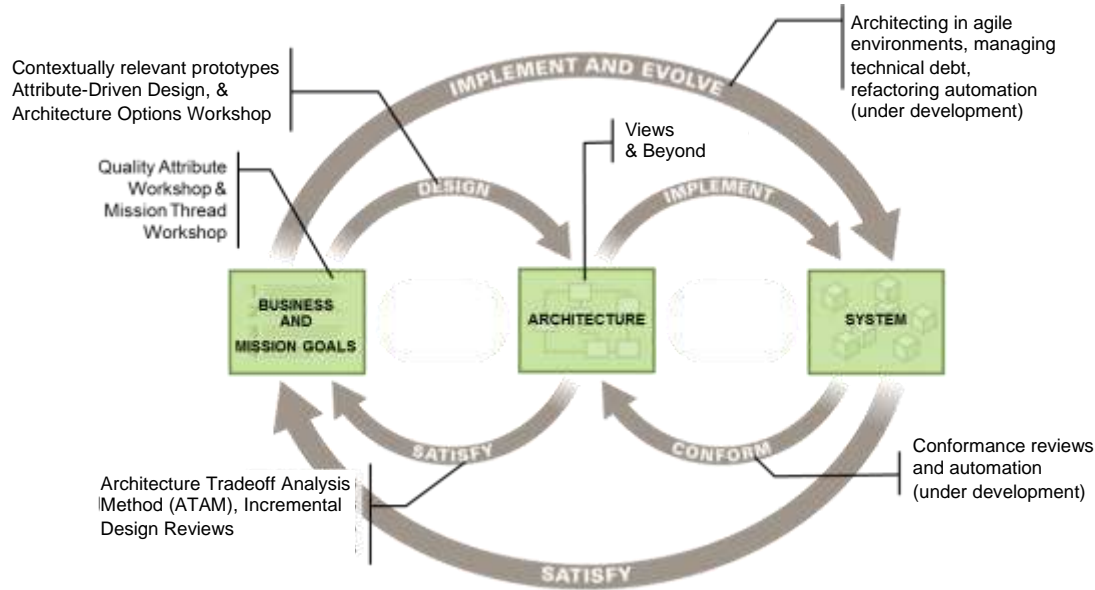 Architecting in agile
environments, managing
technical debt,
refactoring automation
(under development)
Contextually relevant prototypes
Attribute-Driven Design, &
Architecture Options Workshop
IMPLEMENT AND EVOLVE
Views
& Beyond
Quality Attribute
Workshop &
Mission Thread
Workshop
DESIGN
IMPLEMENT
BUSINESS
AND
MISSION GOALS
ARCHITECTURE
SYSTEM
SATISFY
CONFORM
Architecture Tradeoff Analysis
Method (ATAM), Incremental
Design Reviews
Conformance reviews
and automation
(under development)
SATISFY